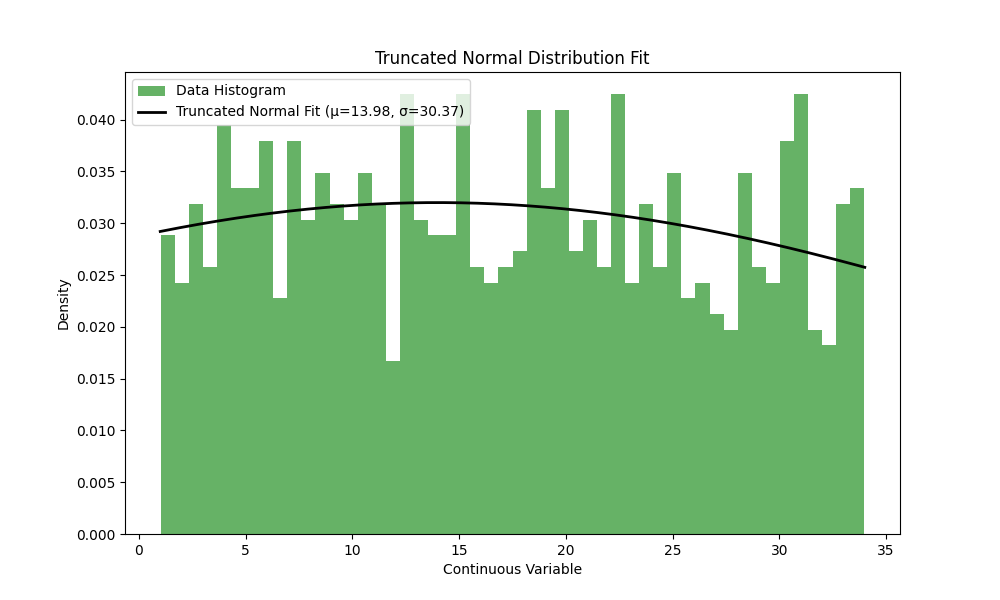 Truncated Normal Distribution Fit
Data Histogram
Truncated Normal Fit (μ=13.98, σ=30.37)
0.040
0.035
0.030
0.025
0.020
0.015
0.010
0.005
0.000
Density
0 5 10 15 20 25 30 35
Continuous Variable